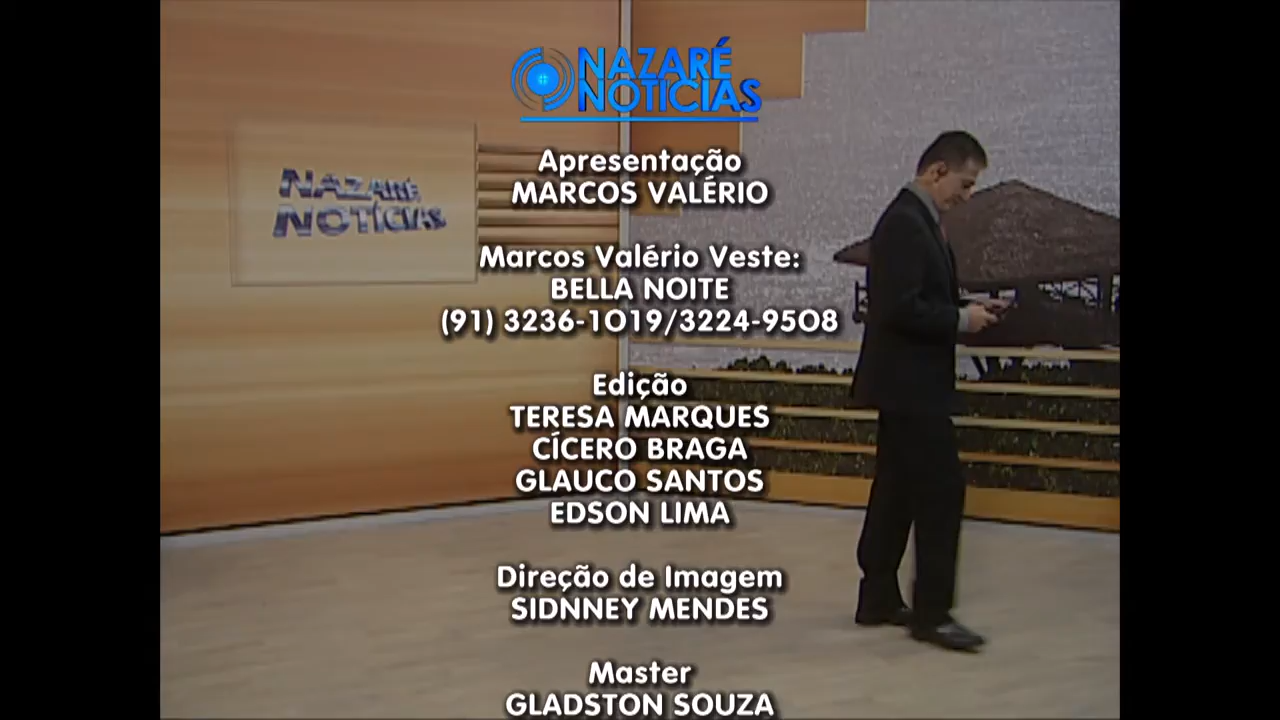 NAZARÉ
NOTÍCIAS
NAZARÉ
NOTÍCIAS
Apresentação
MARCOS VALÉRIO
Marcos Valério Veste:
BELLA NOITE
(91) 3236-1019/3224-9508
Edição
TERESA MARQUES
CÍCERO BRAGA
GLAUCO SANTOS
EDSON LIMA
Direção de Imagem
SIDNNEY MENDES
Master
GLADSTON SOUZA